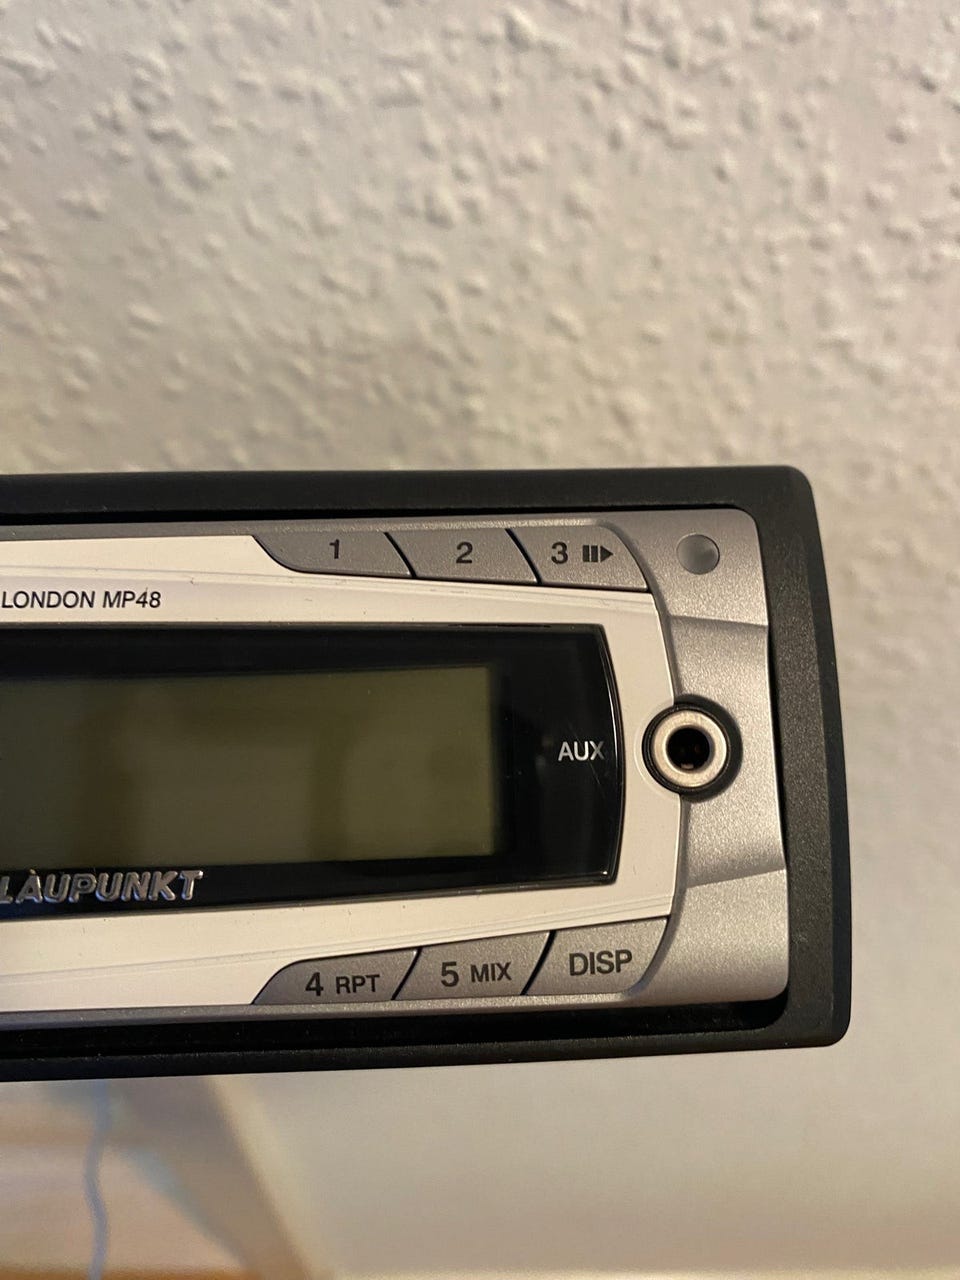 1 2 3
LONDON MP48
AUX
LAUPUNKT
4 RPT 5 MIX DISP